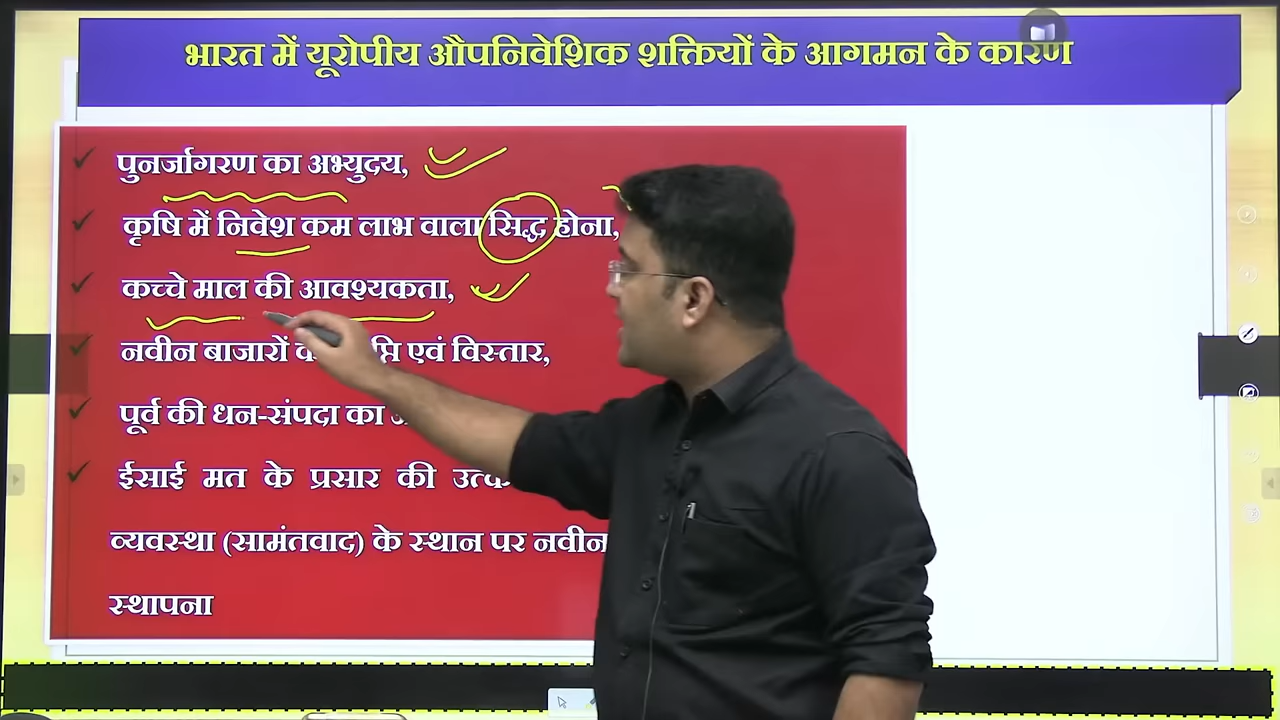 भारत में यूरोपीय औपनिवेशिक शक्तियों के आगमन के कारण
पुनर्जागरण का अभ्युदय,
कृषि में निवेश कम लाभ वाला सिद्ध होना,
कच्चे माल की आवश्यकता,
नवीन बाजारों एवं विस्तार,
पूर्व की धन-संपदा का
ईसाई मत के प्रसार की
व्यवस्था (सामंतवाद) के स्थान पर नवीन
स्थापना